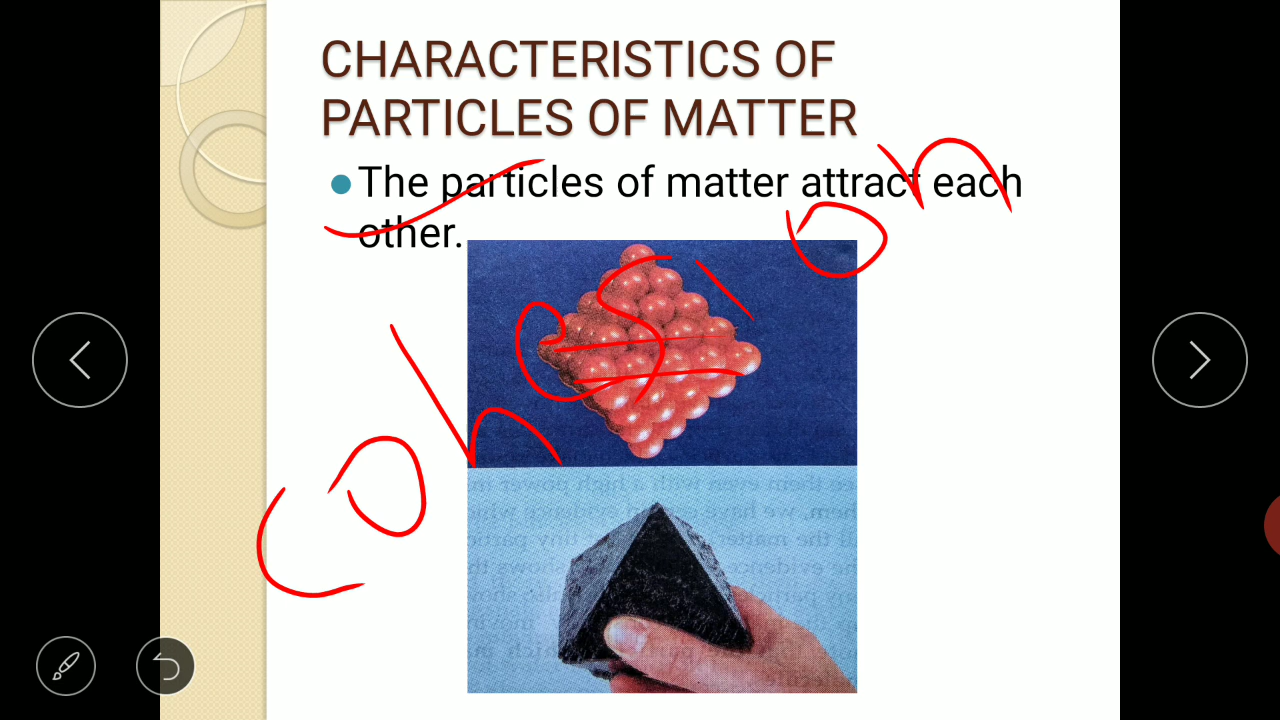 CHARACTERISTICS OF
PARTICLES OF MATTER
The particles of matter attract each
other.
cohesion